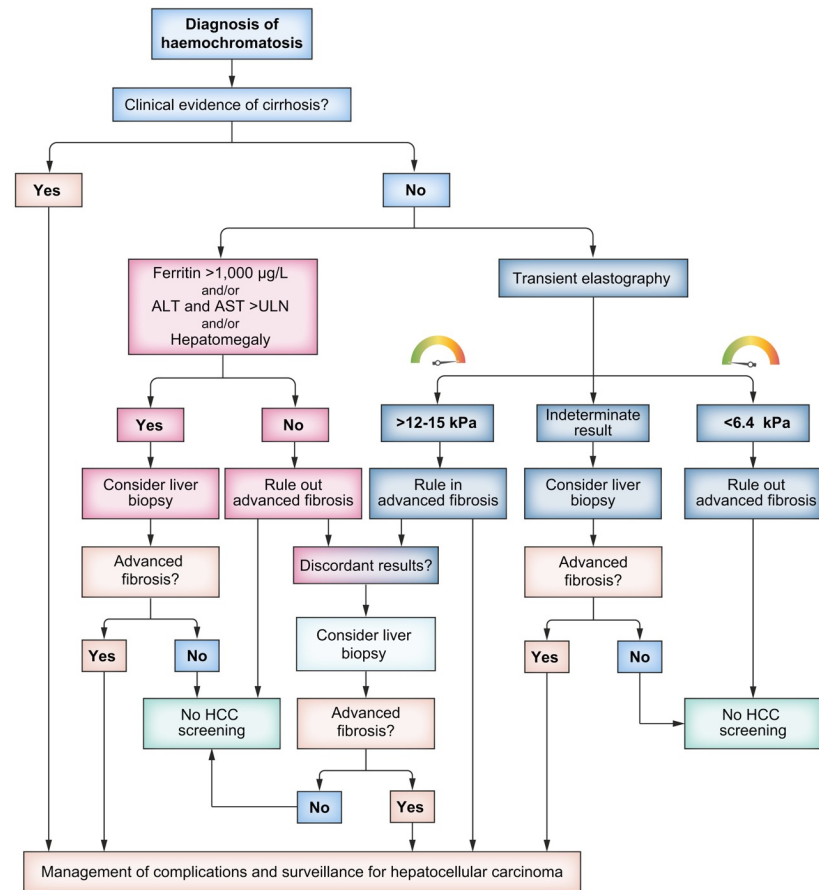 Diagnosis of
haemochromatosis
Clinical evidence of cirrhosis?
Yes
No
Ferritin >1,000 µg/L
and/or
ALT and AST >ULN
and/or
Hepatomegaly
Transient elastography
Yes
No
>12-15 kPa
Indeterminate
result
<6.4 kPa
Consider liver
biopsy
Rule out
advanced fibrosis
Rule in
advanced fibrosis
Consider liver
biopsy
Rule out
advanced fibrosis
Advanced
fibrosis?
Discordant results?
Advanced
fibrosis?
Consider liver
biopsy
Yes
No
Yes
No
No HCC
screening
Advanced
fibrosis?
No HCC
screening
No
Yes
Management of complications and surveillance for hepatocellular carcinoma